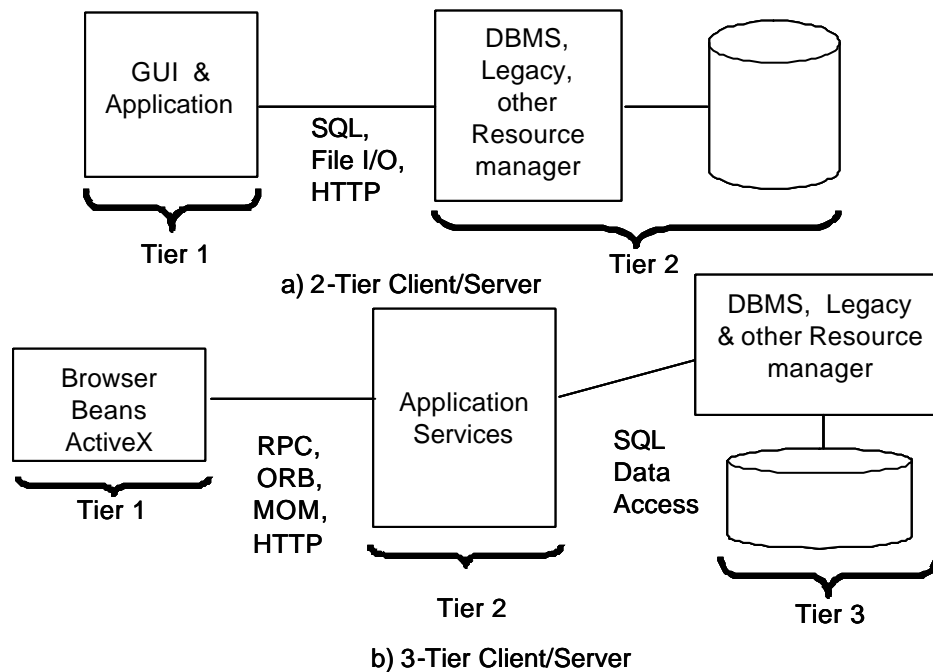 GUI &
Application
SQL,
File I/O,
HTTP
DBMS,
Legacy,
other
Resource
manager
Tier 1
Tier 2
a) 2-Tier Client/Server
Browser
Beans
ActiveX
RPC,
ORB,
MOM,
HTTP
Application
Services
SQL
Data
Access
DBMS, Legacy
& other Resource
manager
Tier 1
Tier 2
Tier 3
b) 3-Tier Client/Server